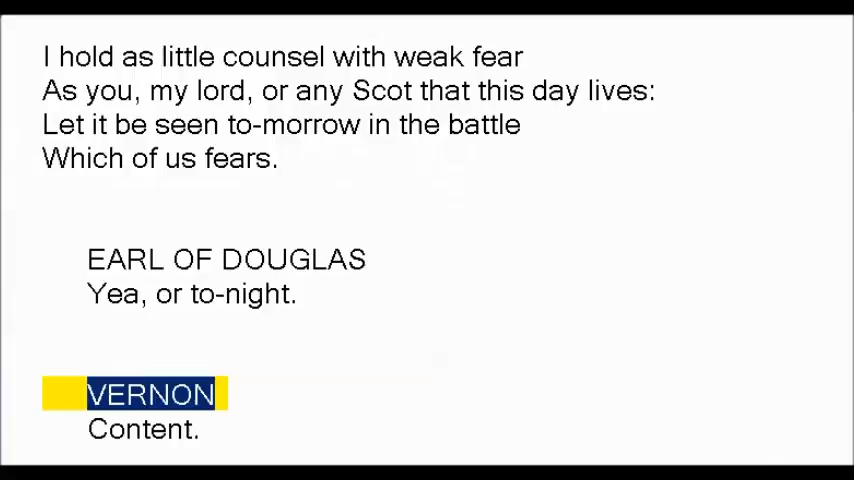 I hold as little counsel with weak fear
As you, my lord, or any Scot that this day lives:
Let it be seen to-morrow in the battle
Which of us fears.
EARL OF DOUGLAS
Yea, or to-night.
VERNON
Content.